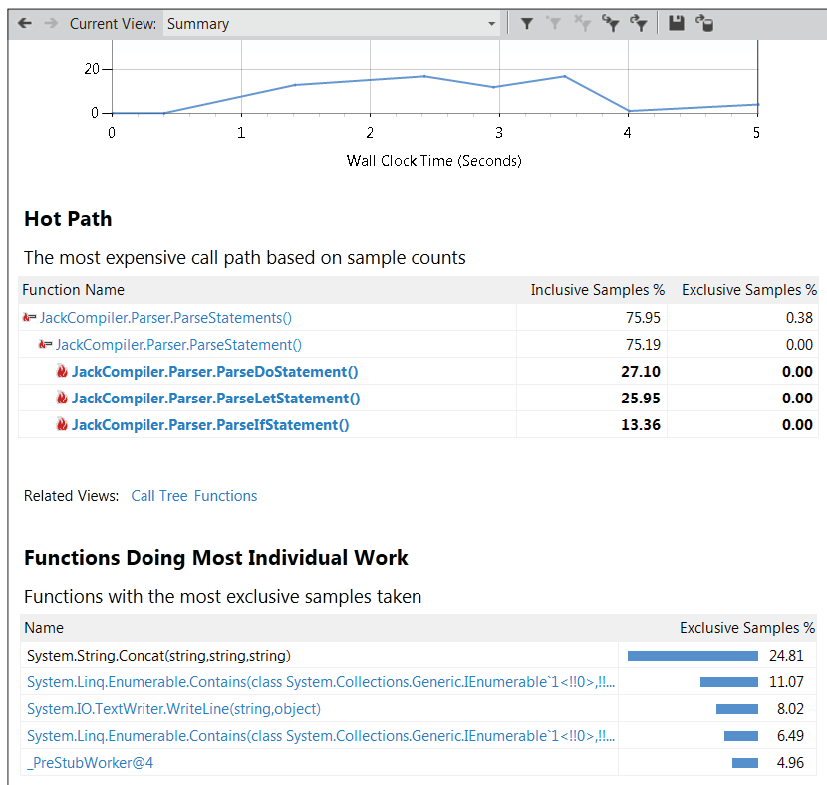 Current View: Summary
20
0
0 1 2 3 4 5
Wall Clock Time (Seconds)
Hot Path
The most expensive call path based on sample counts
Function Name Inclusive Samples % Exclusive Samples %
JackCompiler.Parser.ParseStatements() 75.95 0.38
JackCompiler.Parser.ParseStatement() 75.19 0.00
JackCompiler.Parser.ParseDoStatement() 27.10 0.00
JackCompiler.Parser.ParseLetStatement() 25.95 0.00
JackCompiler.Parser.ParseIfStatement() 13.36 0.00
Related Views: Call Tree Functions
Functions Doing Most Individual Work
Functions with the most exclusive samples taken
Name Exclusive Samples %
System.String.Concat(string,string,string) 24.81
System.Linq.Enumerable.Contains(class System.Collections.Generic.IEnumerable`1<!!0>,!!... 11.07
System.IO.TextWriter.WriteLine(string,object) 8.02
System.Linq.Enumerable.Contains(class System.Collections.Generic.IEnumerable`1<!!0>,!!... 6.49
_PreStubWorker@4 4.96